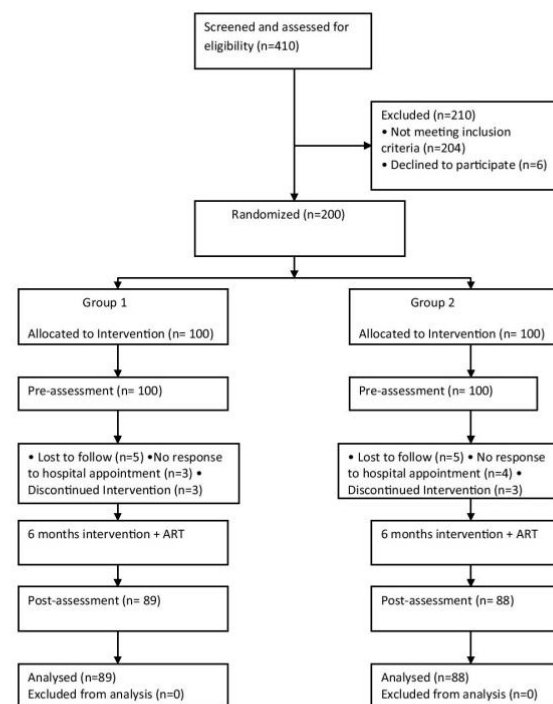 Screened and assessed for
eligibility (n=410)
Excluded (n=210)
• Not meeting inclusion
criteria (n=204)
• Declined to participate (n=6)
Randomized (n=200)
Group 1
Allocated to Intervention (n= 100)
Pre-assessment (n= 100)
• Lost to follow (n=5) •No response
to hospital appointment (n=3) •
Discontinued Intervention (n=3)
6 months intervention + ART
Post-assessment (n= 89)
Analysed (n=89)
Excluded from analysis (n=0)
Group 2
Allocated to Intervention (n= 100)
Pre-assessment (n= 100)
• Lost to follow (n=5) • No response
to hospital appointment (n=4) •
Discontinued Intervention (n=3)
6 months intervention + ART
Post-assessment (n= 88)
Analysed (n=88)
Excluded from analysis (n=0)